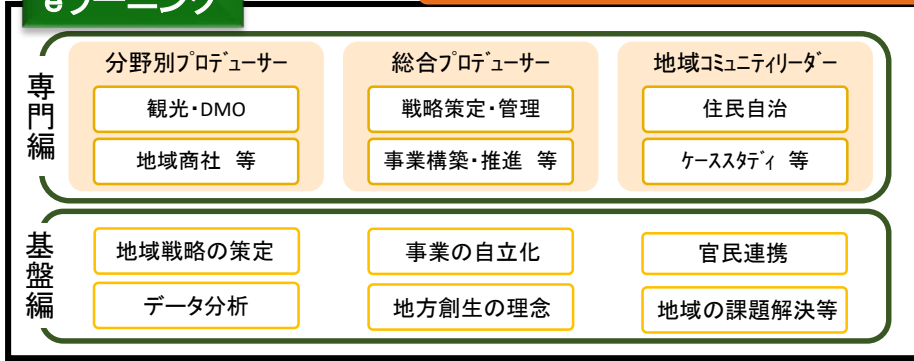 eラーニング
専門編
分野別ﾌﾟﾛﾃﾞｭｰｻｰ
観光・DMO
地域商社 等
総合ﾌﾟﾛﾃﾞｭｰｻｰ
戦略策定・管理
事業構築・推進 等
地域ｺﾐｭﾆﾃｨﾘｰﾀﾞｰ
住民自治
ｹｰｽｽﾀﾃﾞｨ 等
基盤編
地域戦略の策定
事業の自立化
官民連携
データ分析
地方創生の理念
地域の課題解決等